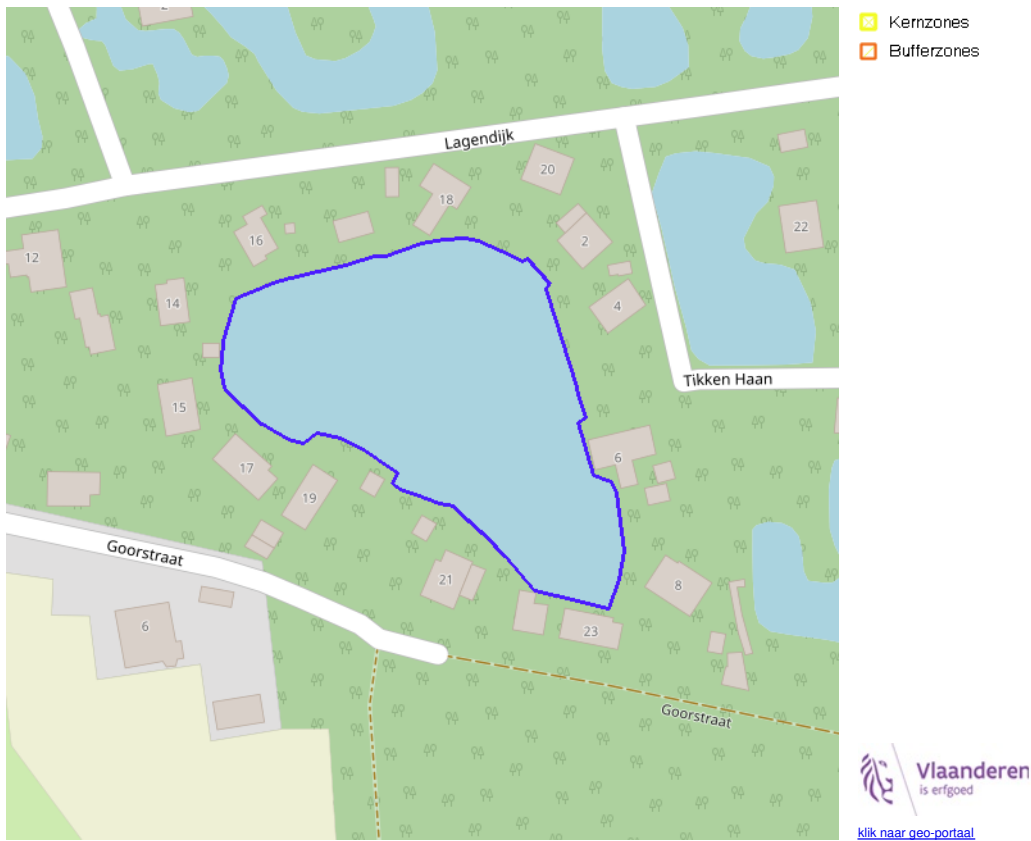 2
Kernzones
Bufferzones
Lagendijk
20
18
16
2
22
12
14
4
Tikken Haan
15
6
17
19
Goorstraat
21
8
6
23
Goorstraat
Vlaanderen
is erfgoed
klik naar geo-portaal